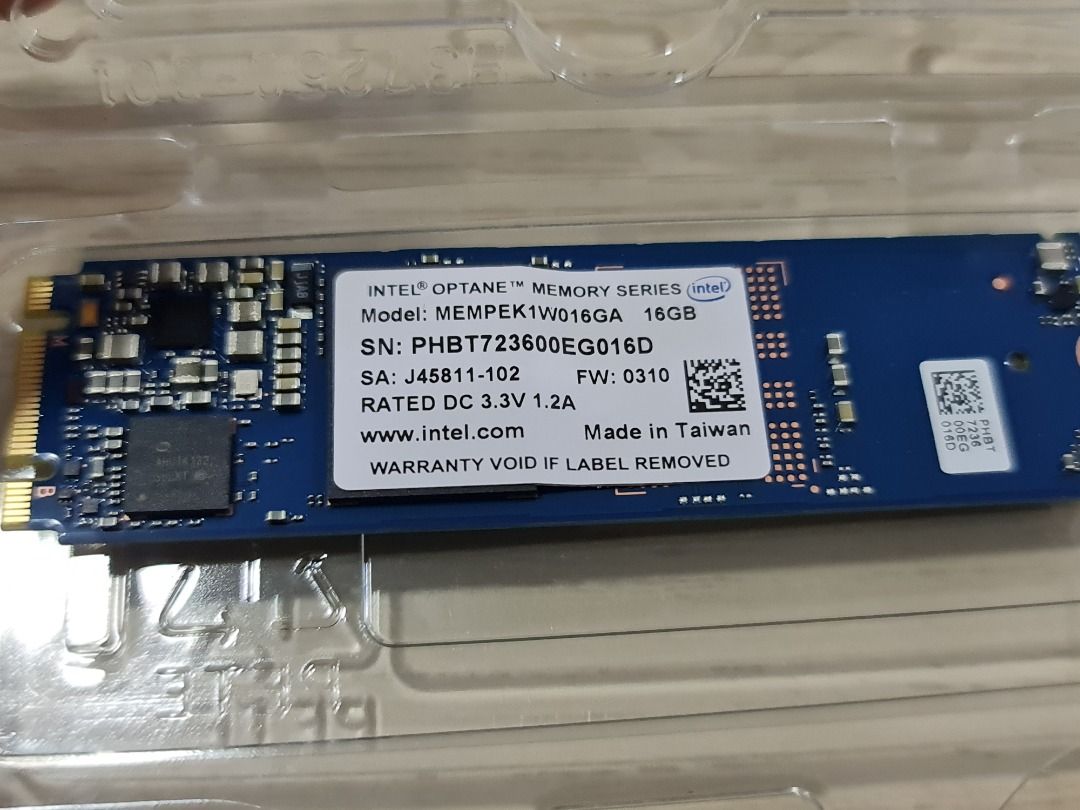 INTEL® OPTANE™ MEMORY SERIES intel
Model: MEMPEK1W016GA 16GB
SN: PHBT723600EG016D
SA: J45811-102 FW: 0310
RATED DC 3.3V 1.2A
www.intel.com Made in Taiwan
WARRANTY VOID IF LABEL REMOVED
PHBT
7236
00EG
016D
PETE